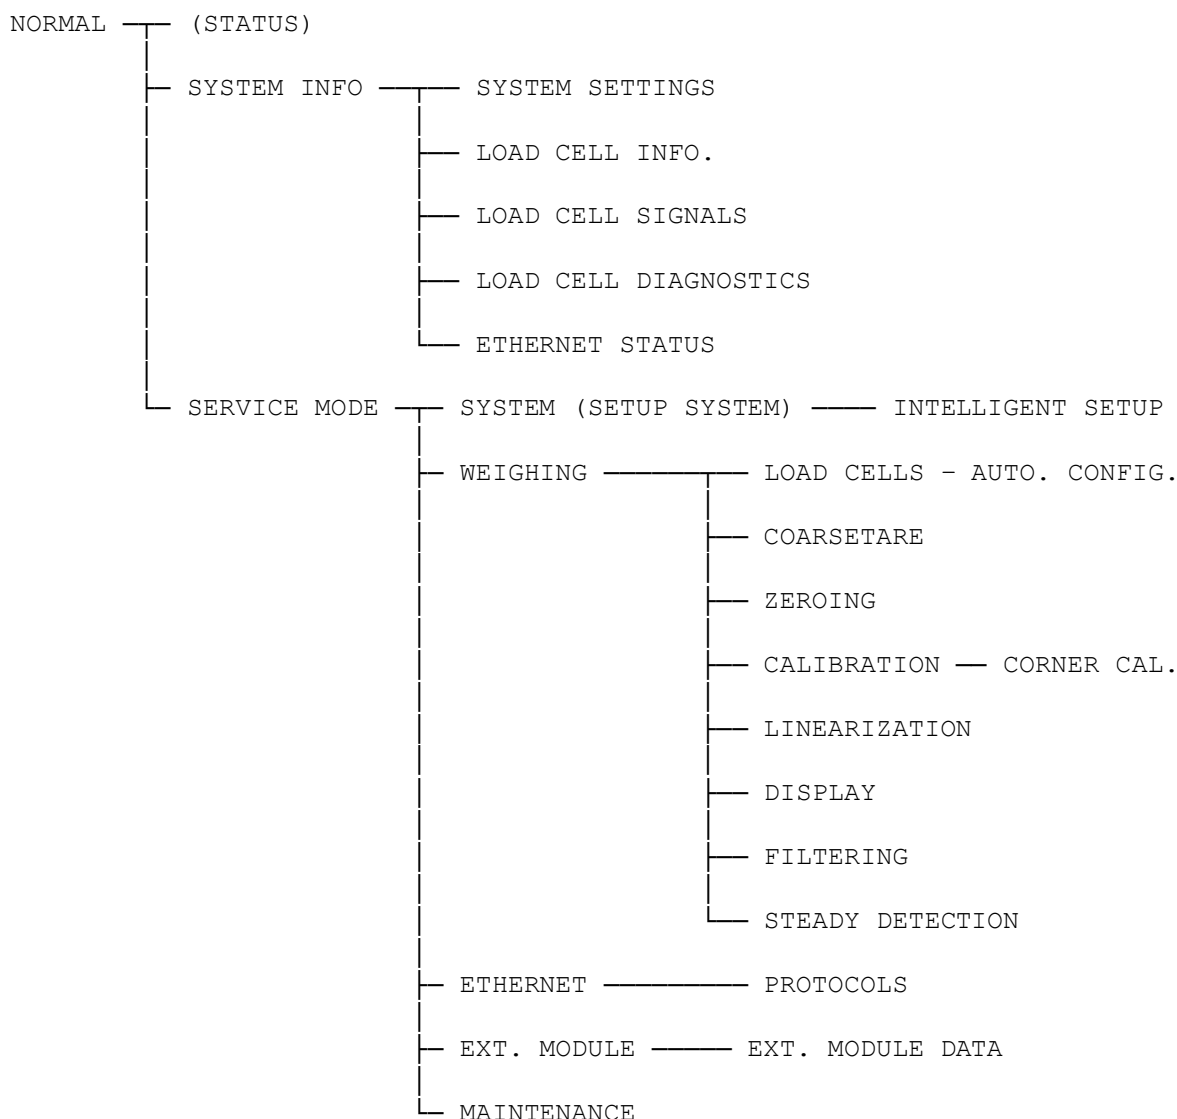 NORMAL (STATUS)
SYSTEM INFO SYSTEM SETTINGS
LOAD CELL INFO.
LOAD CELL SIGNALS
LOAD CELL DIAGNOSTICS
ETHERNET STATUS
SERVICE MODE SYSTEM (SETUP SYSTEM) INTELLIGENT SETUP
WEIGHING LOAD CELLS – AUTO. CONFIG.
COARSETARE
ZEROING
CALIBRATION CORNER CAL.
LINEARIZATION
DISPLAY
FILTERING
STEADY DETECTION
ETHERNET PROTOCOLS
EXT. MODULE EXT. MODULE DATA
MAINTENANCE